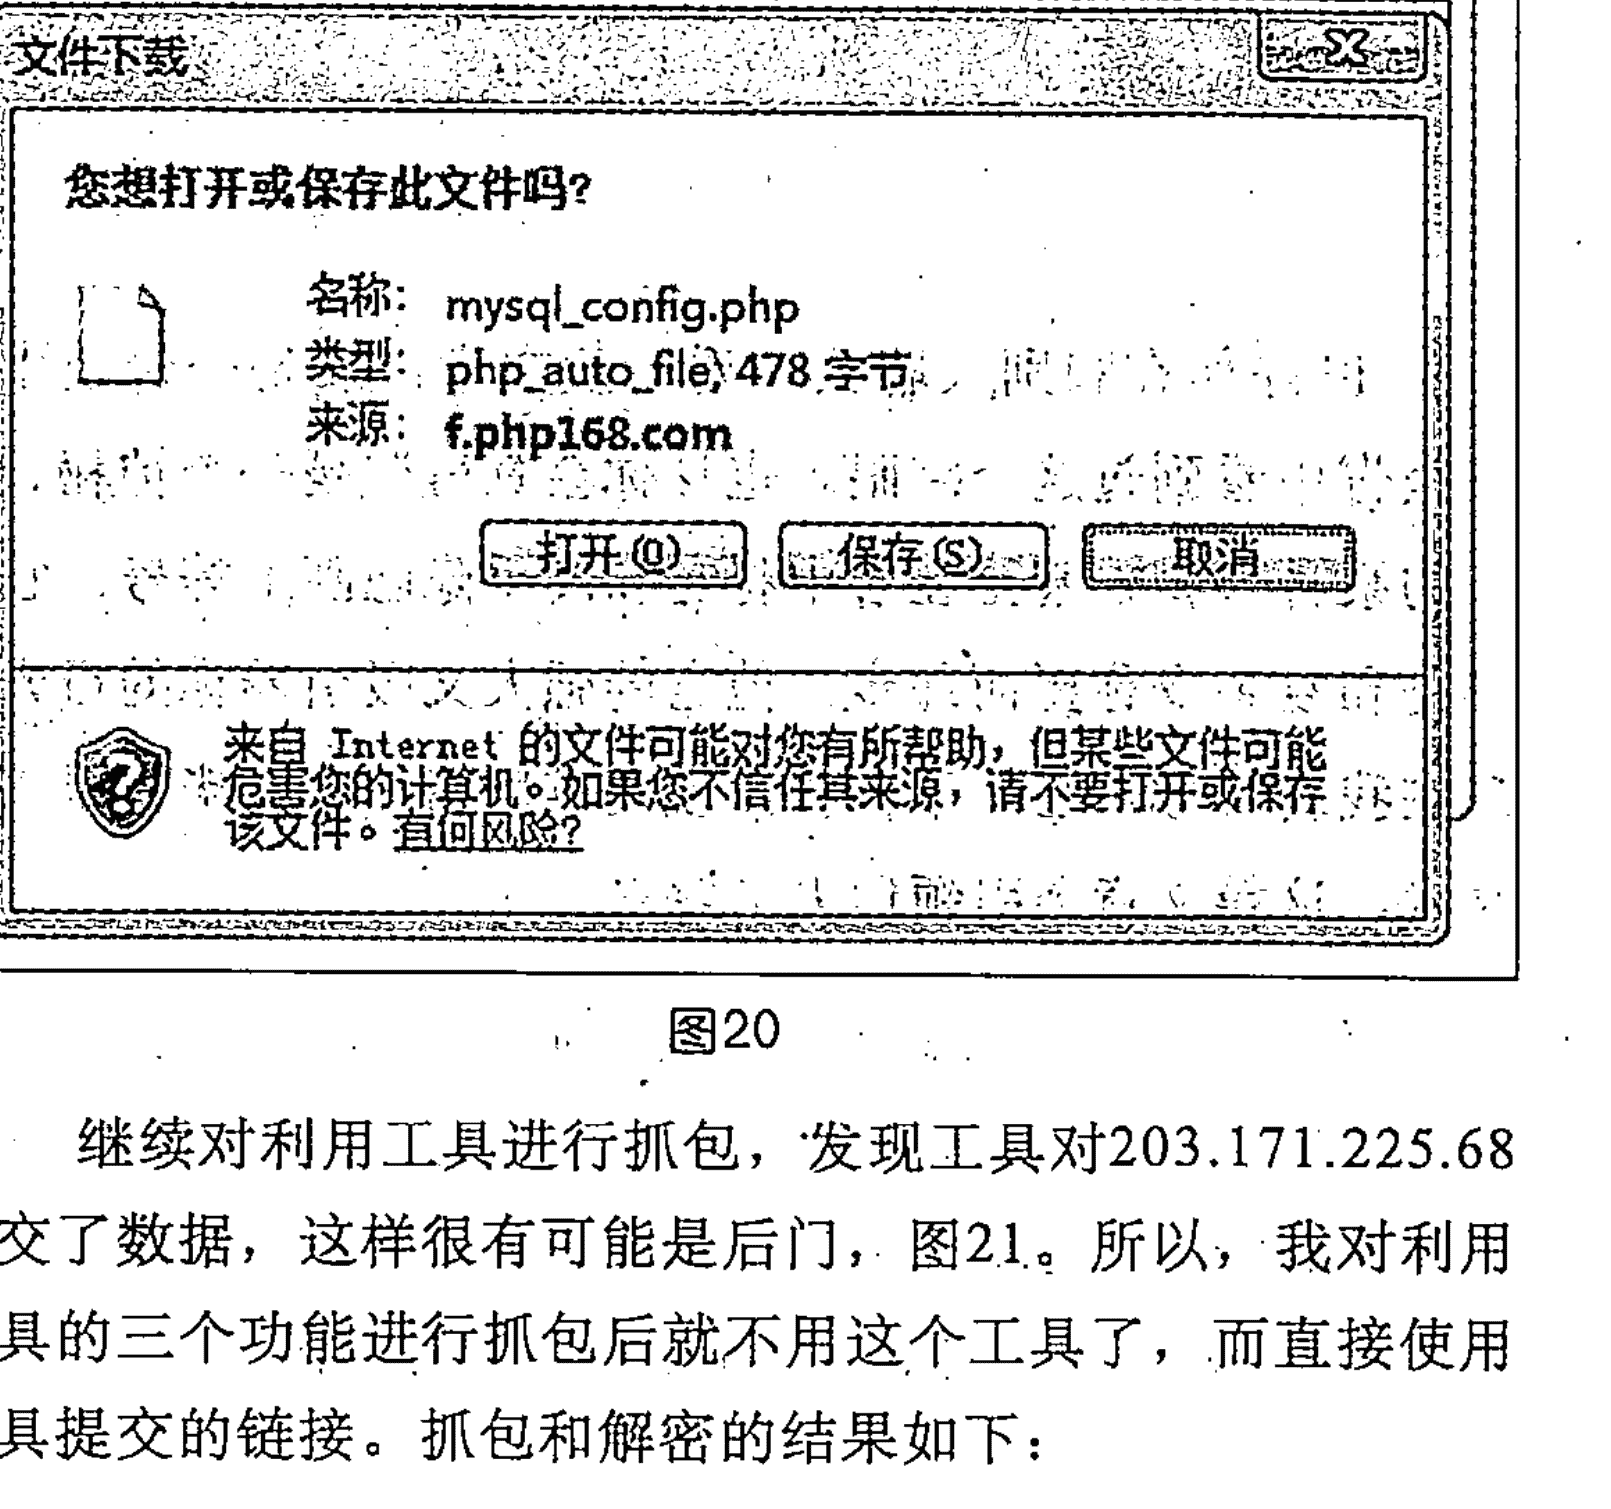 文件下载
X
您想打开或保存此文件吗?
名称: mysql_config.php
类型: php_auto_file, 478 字节
来源: f.php168.com
打开(O) 保存(S) 取消
来自 Internet 的文件可能对您有所帮助，但某些文件可能
危害您的计算机。如果您不信任其来源，请不要打开或保存
该文件。有何风险?
图20
继续对利用工具进行抓包，发现工具对203.171.225.68
交了数据，这样很有可能是后门，图21。所以，我对利用
具的三个功能进行抓包后就不用这个工具了，而直接使用
具提交的链接。抓包和解密的结果如下：